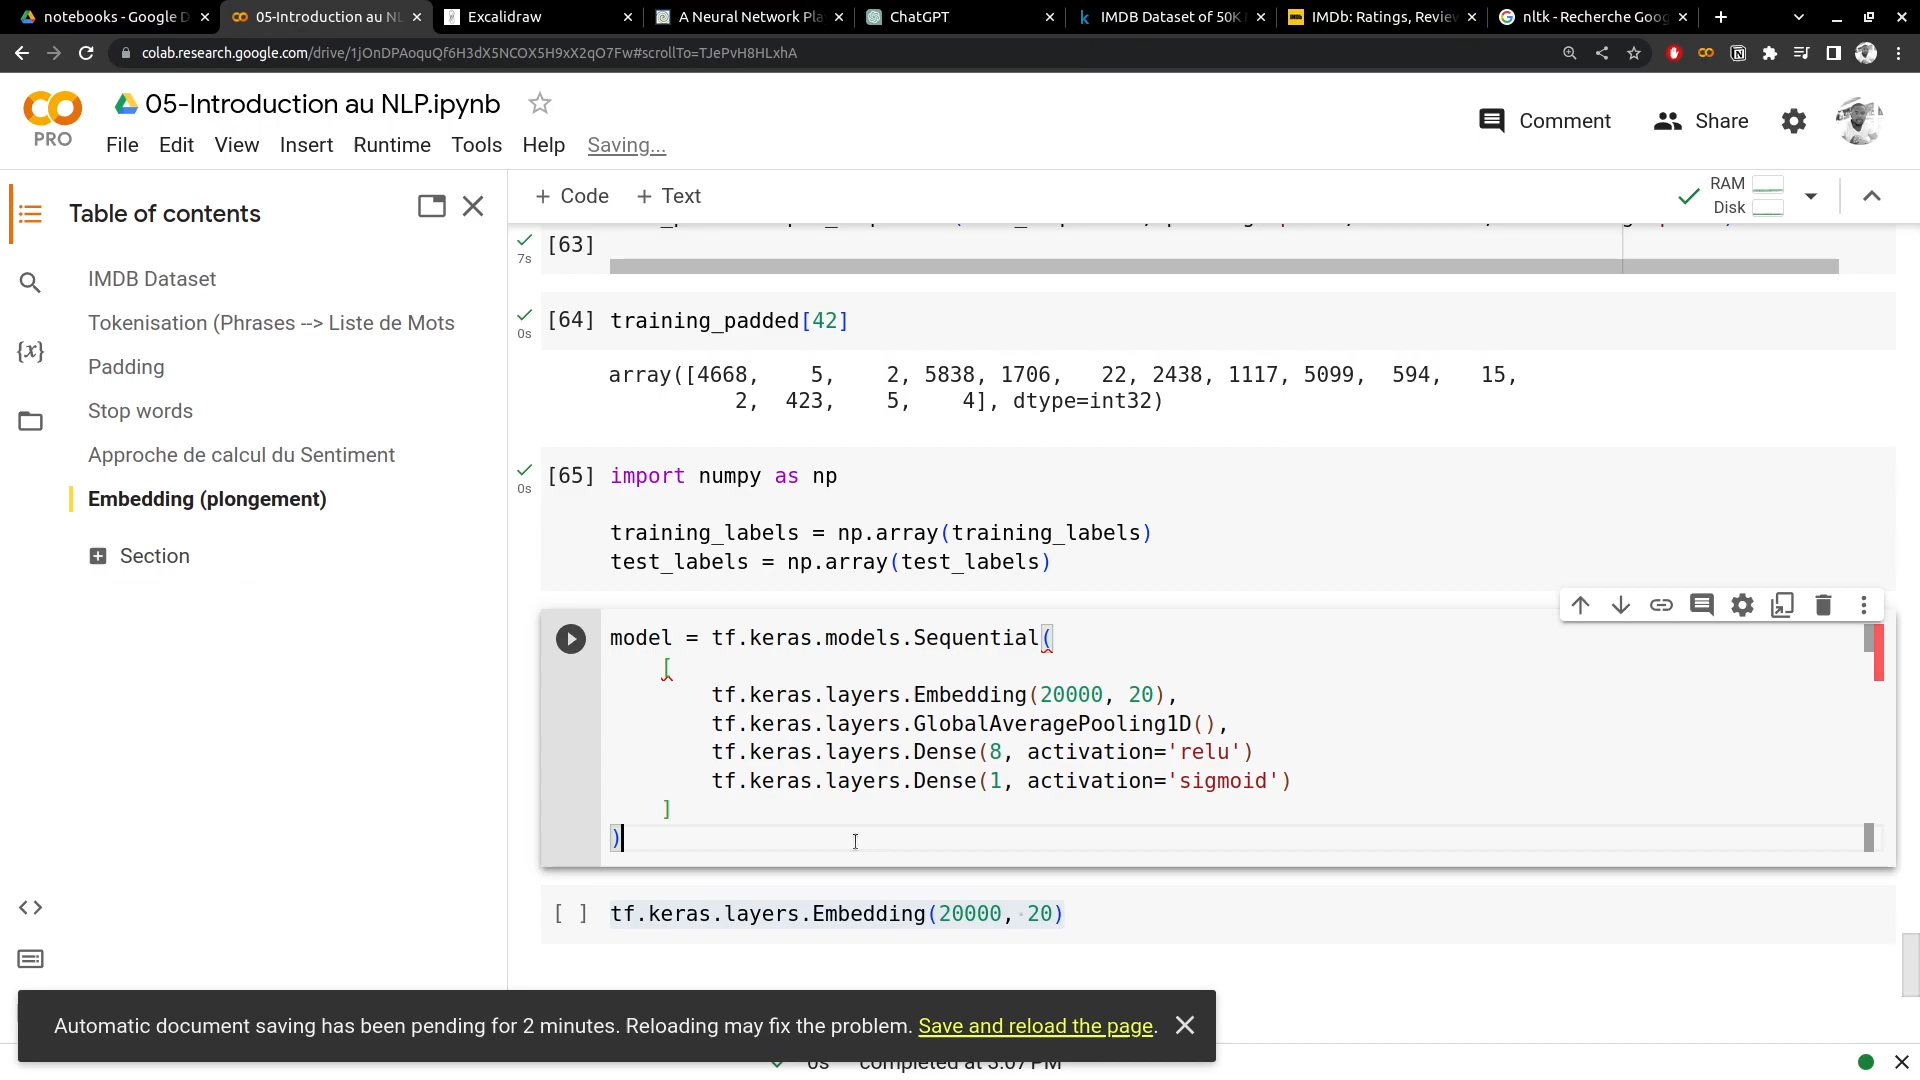 notebooks - Google D
05-Introduction au NL
Excalidraw
A Neural Network Pla
ChatGPT
IMDB Dataset of 50K
IMDb: Ratings, Review
nltk - Recherche Goog
colab.research.google.com/drive/1jOnDPAoquQf6H3dX5NCOX5H9xX2qO7Fw#scrollTo=TJePvH8HLxhA
PRO
05-Introduction au NLP.ipynb
File Edit View Insert Runtime Tools Help Saving...
Comment
Share
Table of contents
IMDB Dataset
Tokenisation (Phrases --> Liste de Mots
Padding
Stop words
Approche de calcul du Sentiment
Embedding (plongement)
Section
+ Code + Text
RAM
Disk
[63]
7s
[64] training_padded[42]
0s
array([4668, 5, 2, 5838, 1706, 22, 2438, 1117, 5099, 594, 15,
2, 423, 5, 4], dtype=int32)
[65] import numpy as np
0s
training_labels = np.array(training_labels)
test_labels = np.array(test_labels)
model = tf.keras.models.Sequential(
[
tf.keras.layers.Embedding(20000, 20),
tf.keras.layers.GlobalAveragePooling1D(),
tf.keras.layers.Dense(8, activation='relu')
tf.keras.layers.Dense(1, activation='sigmoid')
]
)
[ ] tf.keras.layers.Embedding(20000, 20)
Automatic document saving has been pending for 2 minutes. Reloading may fix the problem. Save and reload the page.
0s completed at 3:07 PM